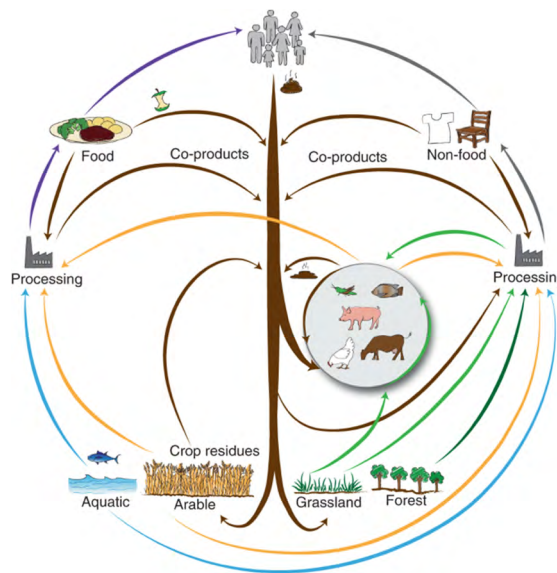 Food
Co-products
Co-products
Non-food
Processing
Processin
Crop residues
Aquatic
Arable
Grassland
Forest